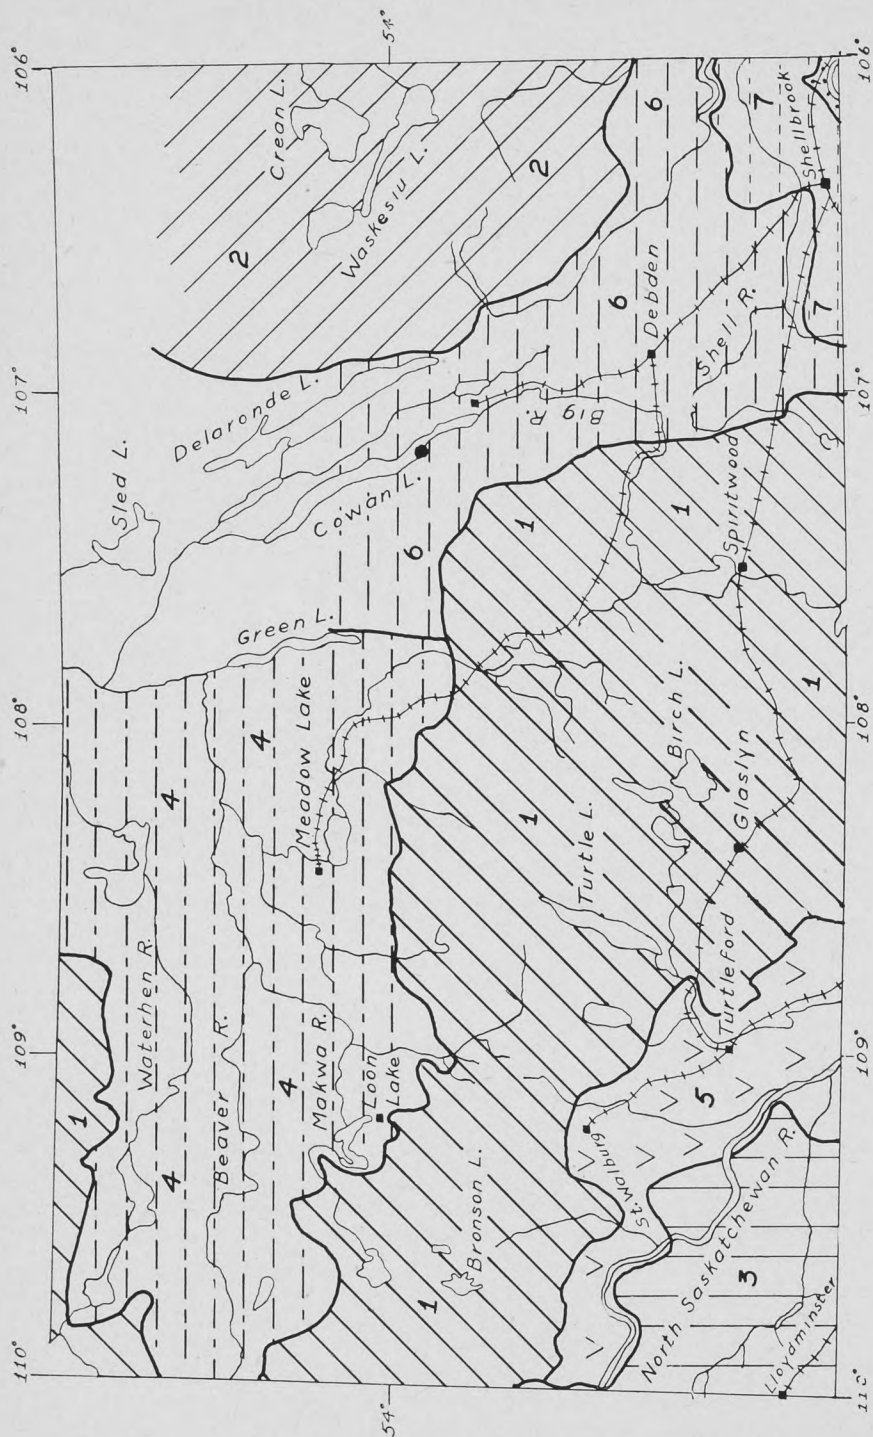 110°
109°
108°
107°
106°
1
1
Waterhen R.
4
4
Beaver R.
4
4
Makwa R.
Loon
Lake
Meadow Lake
Green L.
Sled L.
Delaronde L.
Cowan L.
6
2
Crean L.
Waskesiu L.
2
54°
54°
1
Bronson L.
1
1
1
Big
R.
6
6
Debden
St. Walburg
Turtle L.
Birch L.
Shell R.
5
Turtleford
Glaslyn
Spiritwood
1
7
7
Shellbrook
North Saskatchewan R.
3
Lloydminster
110°
109°
108°
107°
106°